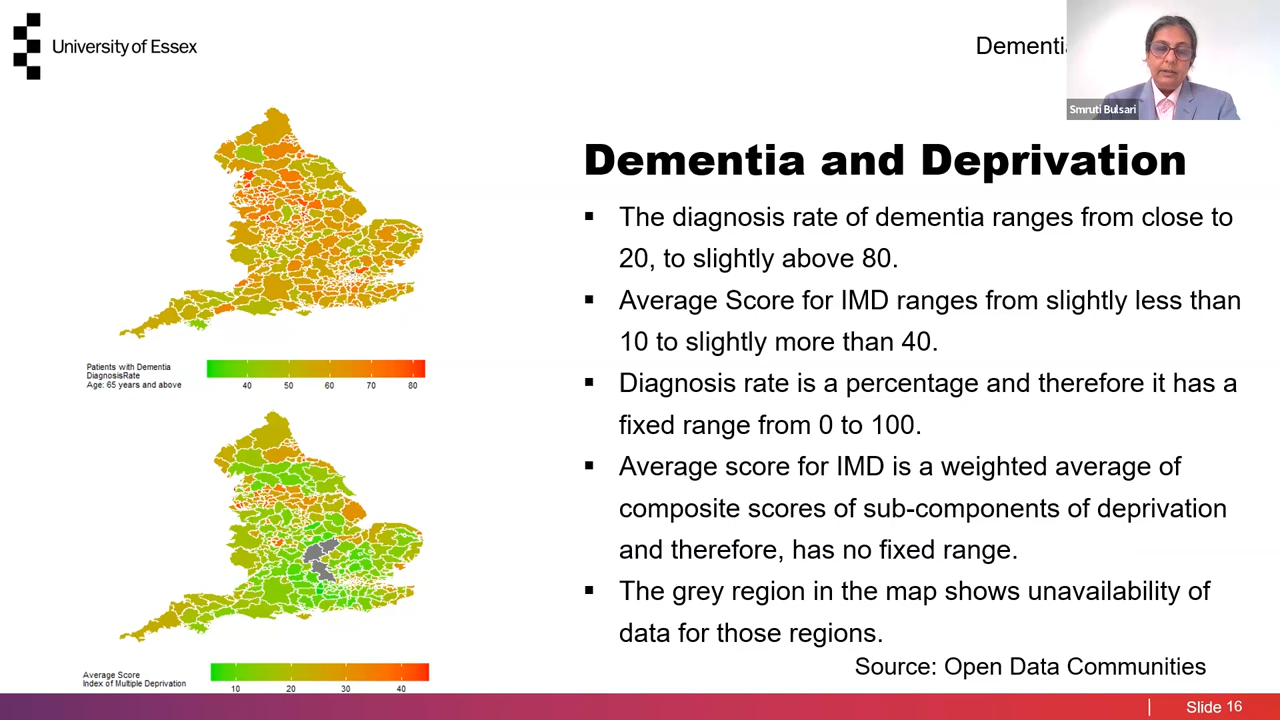 University of Essex
Dementia
Smruti Bulsari
Dementia and Deprivation
▪ The diagnosis rate of dementia ranges from close to
20, to slightly above 80.
▪ Average Score for IMD ranges from slightly less than
10 to slightly more than 40.
▪ Diagnosis rate is a percentage and therefore it has a
fixed range from 0 to 100.
▪ Average score for IMD is a weighted average of
composite scores of sub-components of deprivation
and therefore, has no fixed range.
▪ The grey region in the map shows unavailability of
data for those regions.
Source: Open Data Communities
Patients with Dementia
DiagnosisRate
Age: 65 years and above
40 50 60 70 80
Average Score
Index of Multiple Deprivation
10 20 30 40
Slide 16